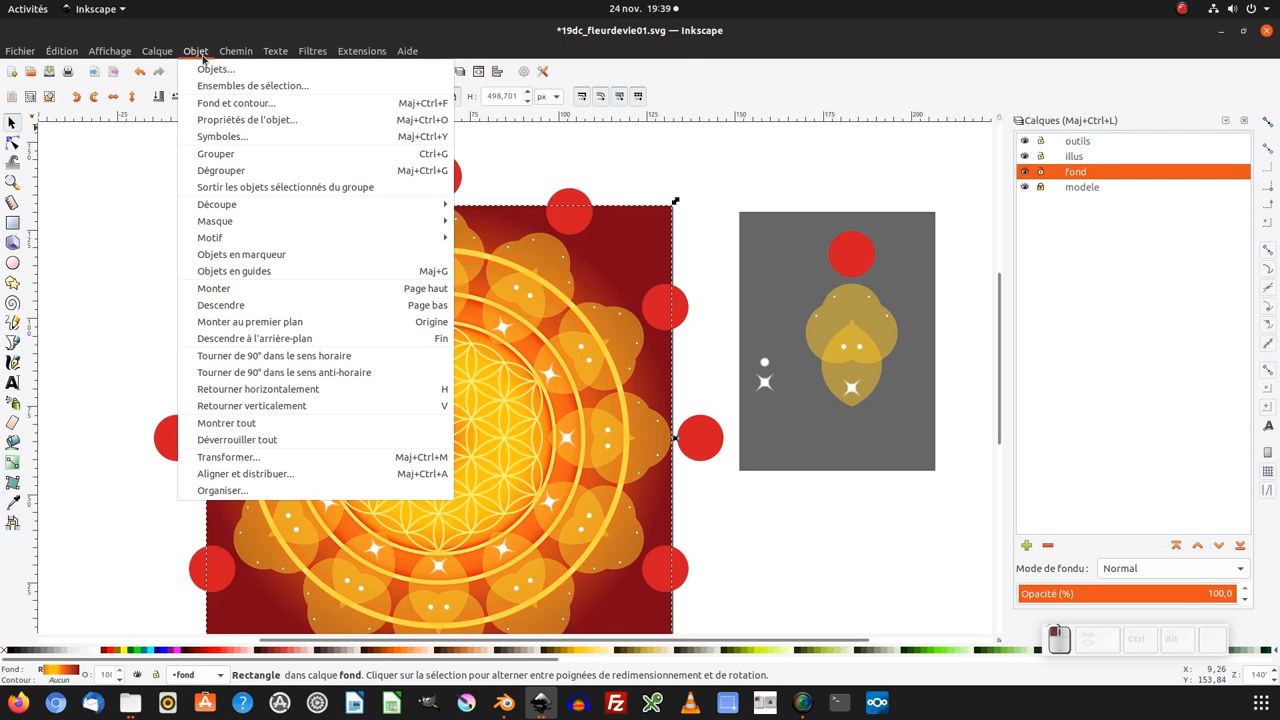 Activités
Inkscape
24 nov. 19:39
*19dc_fleurdevie01.svg — Inkscape
Fichier Édition Affichage Calque Objet Chemin Texte Filtres Extensions Aide
H : 498,701 px
Objets...
Ensembles de sélection...
Fond et contour... Maj+Ctrl+F
Propriétés de l'objet... Maj+Ctrl+O
Symboles... Maj+Ctrl+Y
Grouper Ctrl+G
Dégrouper Maj+Ctrl+G
Sortir les objets sélectionnés du groupe
Découpe
Masque
Motif
Objets en marqueur
Objets en guides Maj+G
Monter Page haut
Descendre Page bas
Monter au premier plan Origine
Descendre à l'arrière-plan Fin
Tourner de 90° dans le sens horaire
Tourner de 90° dans le sens anti-horaire
Retourner horizontalement H
Retourner verticalement V
Montrer tout
Déverrouiller tout
Transformer... Maj+Ctrl+M
Aligner et distribuer... Maj+Ctrl+A
Organiser...
-25 75 100 125 150 175 200
Calques (Maj+Ctrl+L)
outils
illus
fond
modele
Mode de fondu : Normal
Opacité (%) 100,0
Ctrl Alt
Fond :
Contour : Aucun
O :
•fond
Rectangle dans calque fond. Cliquer sur la sélection pour alterner entre poignées de redimensionnement et de rotation.
X : 9,26
Y : 153,84
Z :